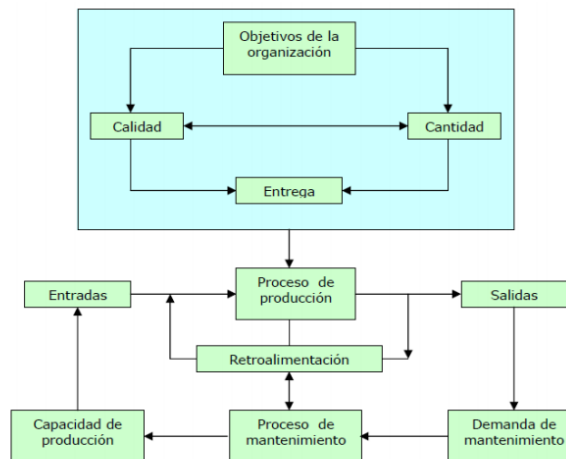 Objetivos de la
organización
Calidad
Cantidad
Entrega
Entradas
Proceso de
producción
Salidas
Retroalimentación
Capacidad de
producción
Proceso de
mantenimiento
Demanda de
mantenimiento